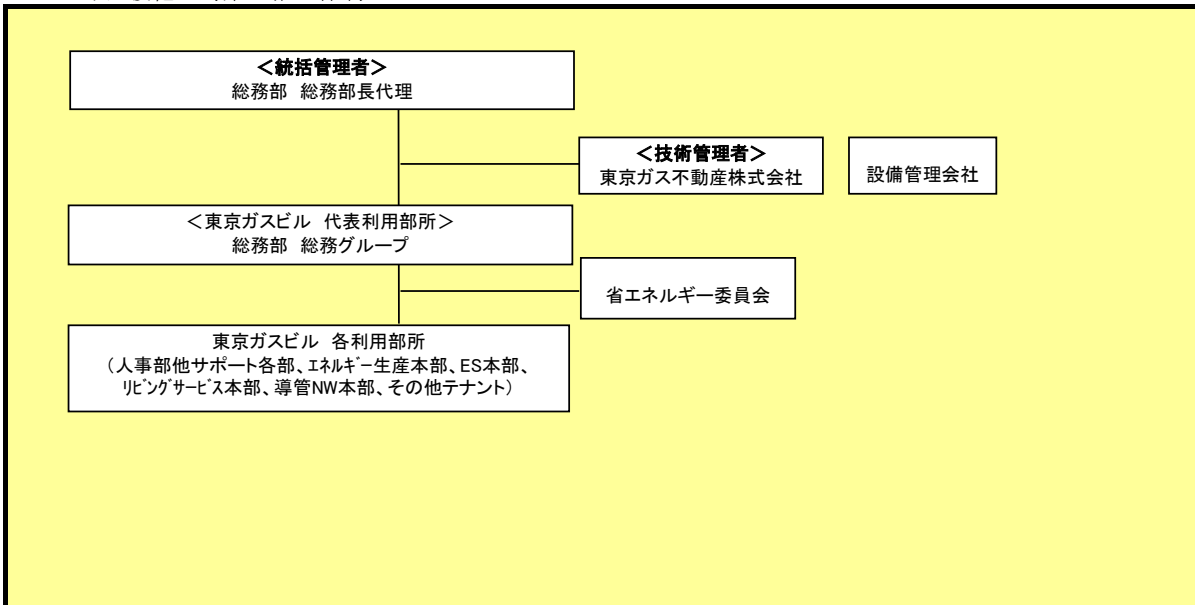 ＜統括管理者＞
総務部　総務部長代理
＜技術管理者＞
東京ガス不動産株式会社
設備管理会社
＜東京ガスビル　代表利用部所＞
総務部　総務グループ
省エネルギー委員会
東京ガスビル　各利用部所
（人事部他サポート各部、ｴﾈﾙｷﾞｰ生産本部、ES本部、
ﾘﾋﾞﾝｸﾞｻｰﾋﾞｽ本部、導管NW本部、その他テナント）